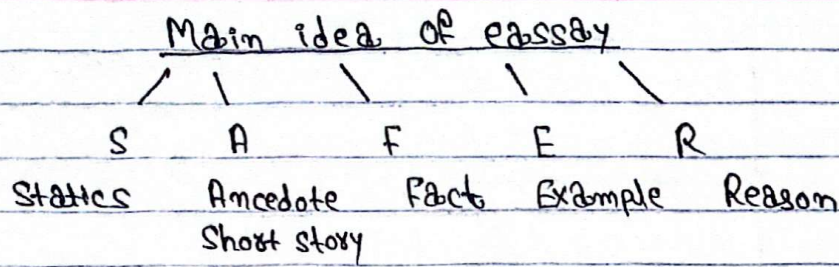 Main idea of eassay
S A F E R
Statics Ancedote Fact Example Reason
Short story